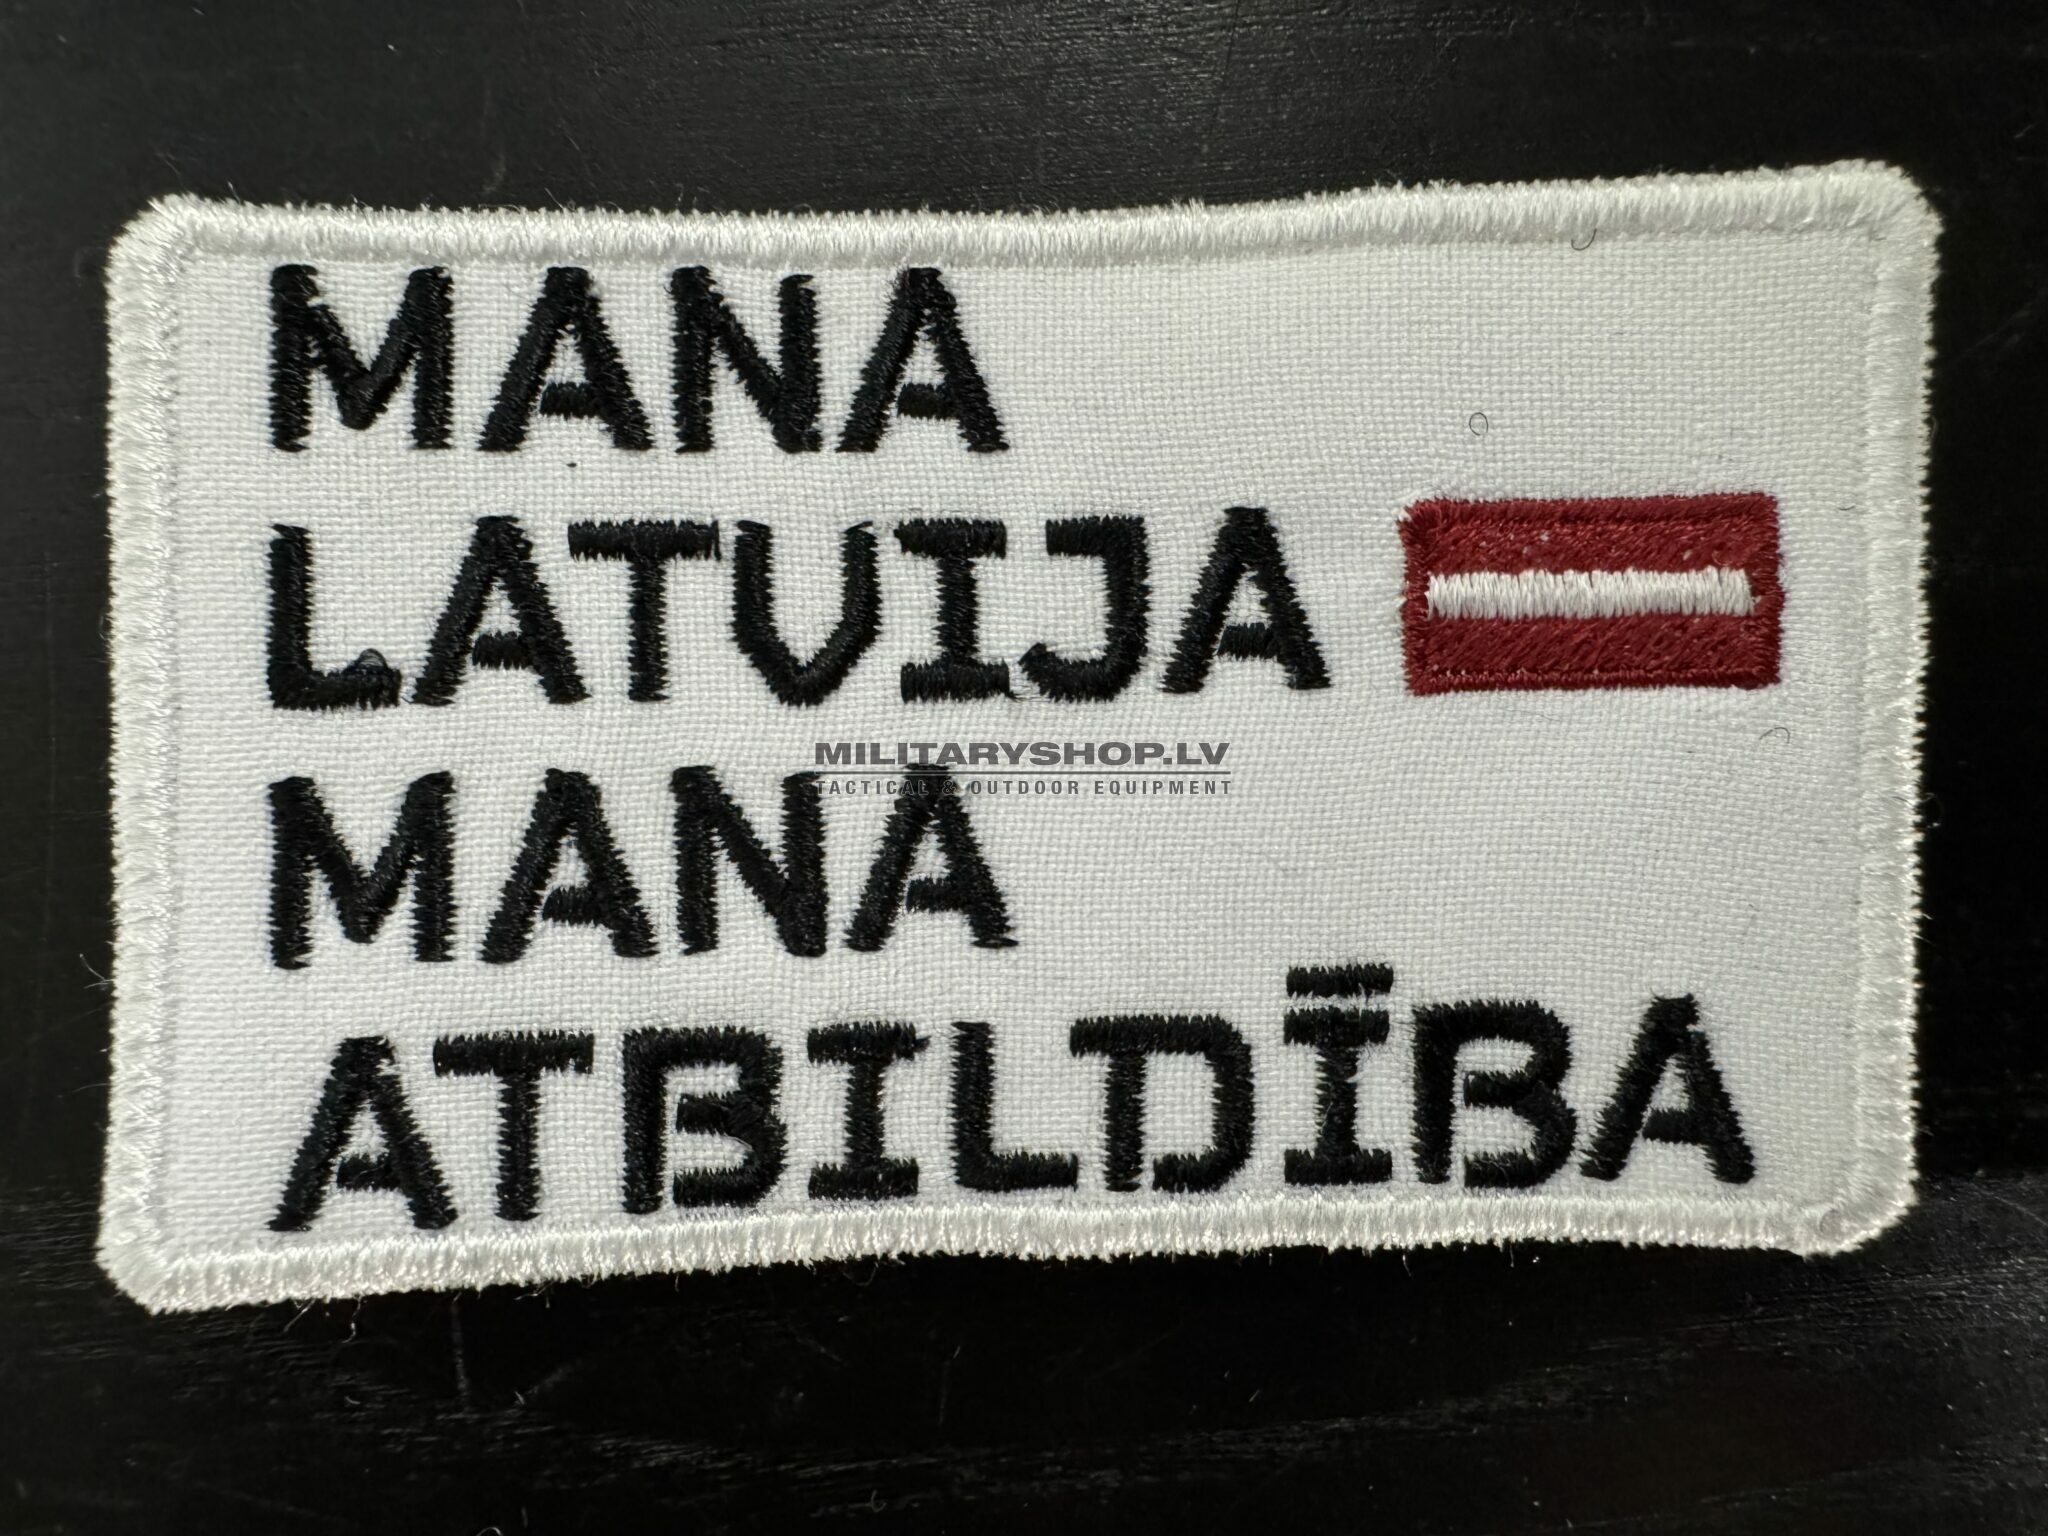 MANA
LATVIJA
MILITARYSHOP.LV
TACTICAL & OUTDOOR EQUIPMENT
MANA
ATBILDĪBA